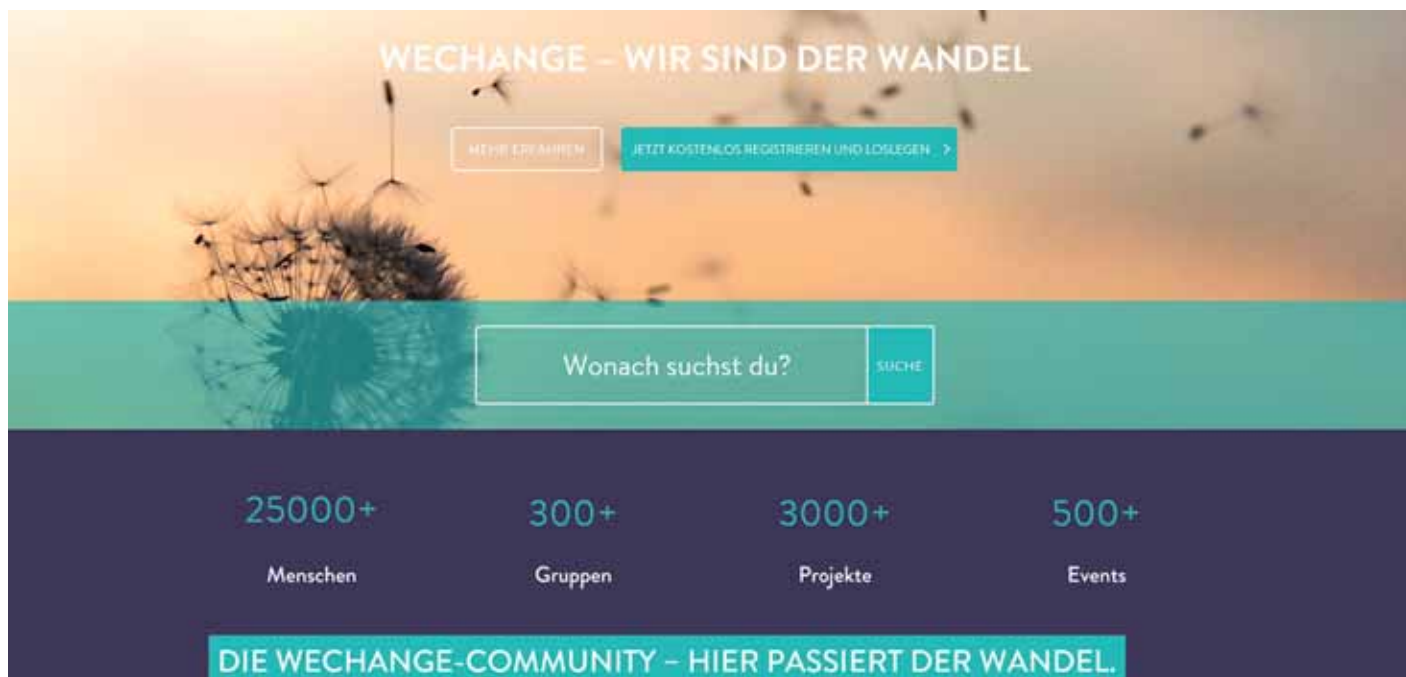 WECHANGE – WIR SIND DER WANDEL
MEHR ERFAHREN
JETZT KOSTENLOS REGISTRIEREN UND LOSLEGEN >
Wonach suchst du?
SUCHE
25000+ 300+ 3000+ 500+
Menschen Gruppen Projekte Events
DIE WECHANGE-COMMUNITY – HIER PASSIERT DER WANDEL.